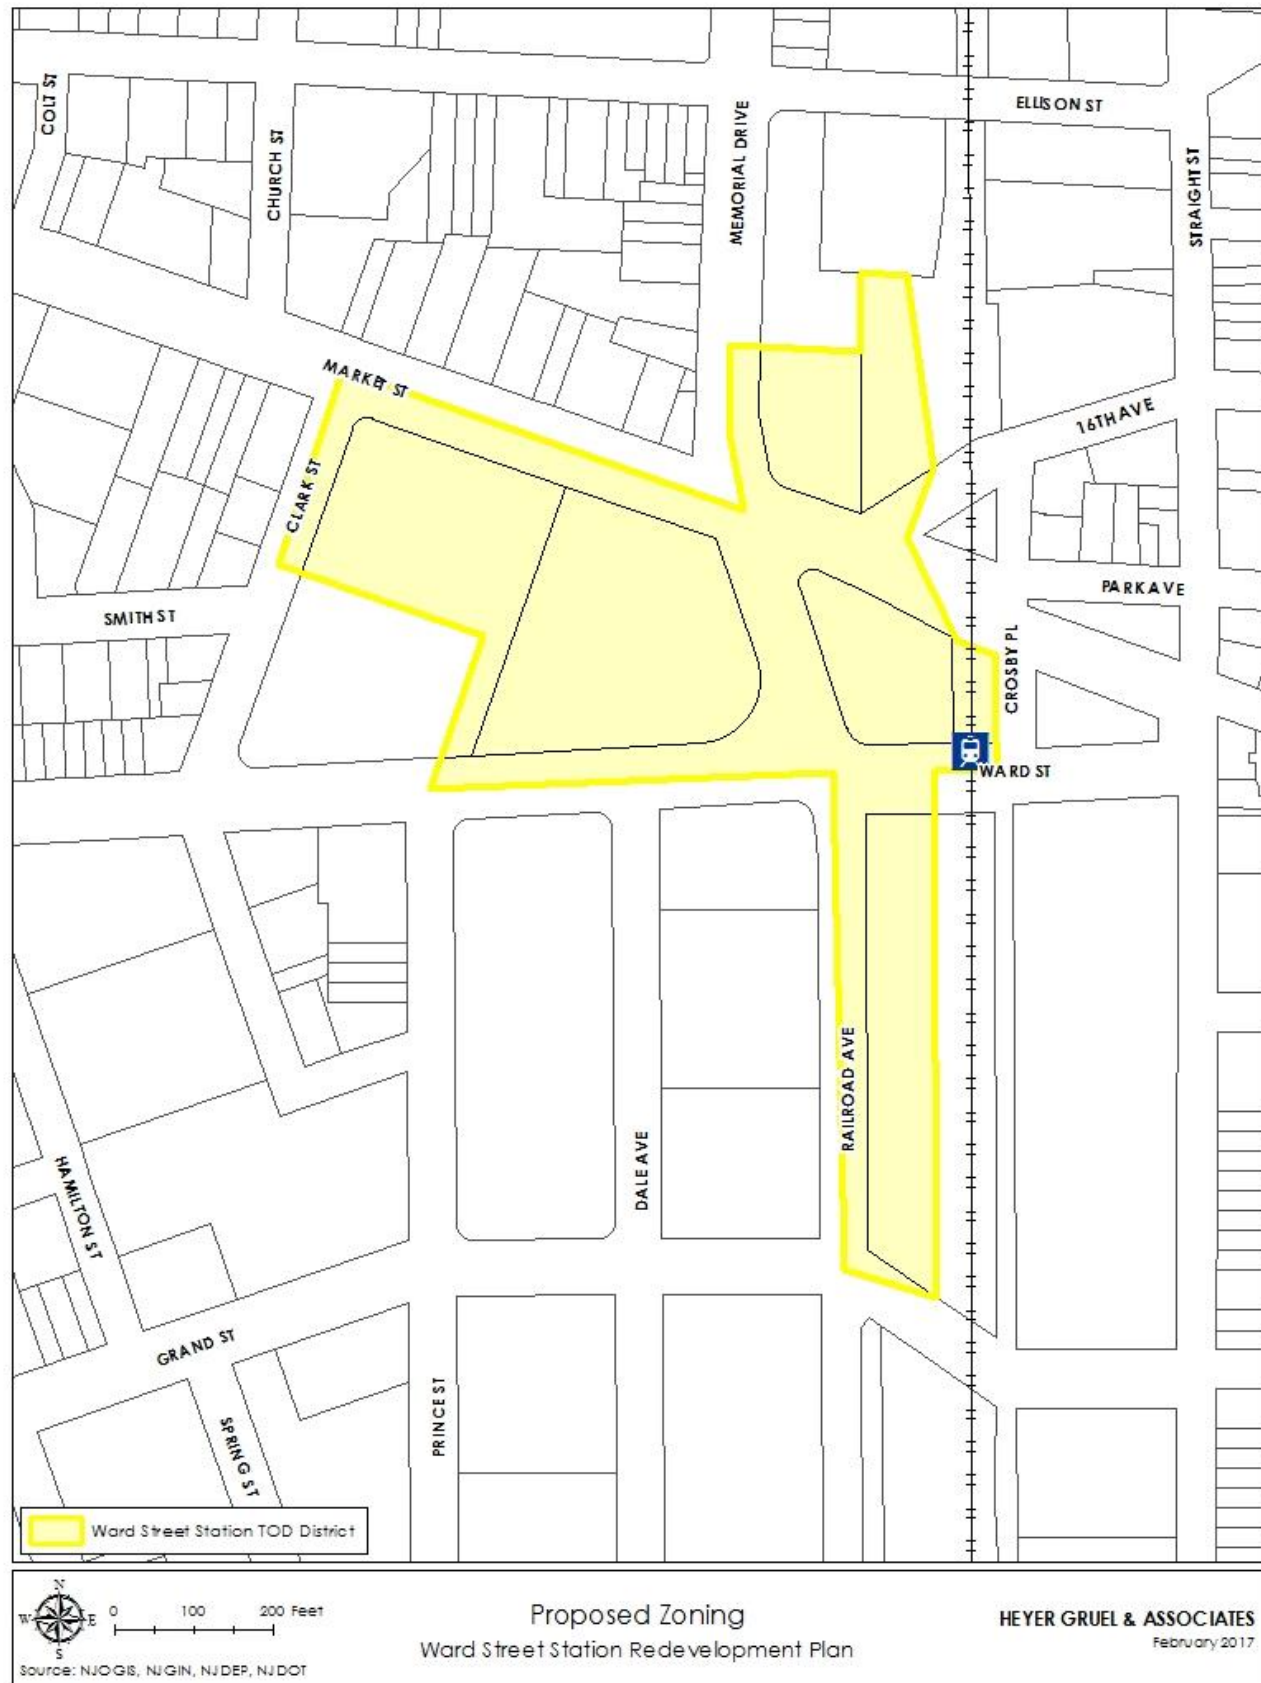 COLT ST
CHURCH ST
MEMORIAL DRIVE
ELLISON ST
STRAIGHT ST
MARKET ST
16TH AVE
CLARK ST
SMITH ST
PARK AVE
CROSBY PL
WARD ST
RAILROAD AVE
DALE AVE
HAMILTON ST
GRAND ST
PRINCE ST
SPRING ST
Ward Street Station TOD District
N
W E
S
0 100 200 Feet
Source: NJOGIS, NJGIN, NJDEP, NJDOT
Proposed Zoning
Ward Street Station Redevelopment Plan
HEYER GRUEL & ASSOCIATES
February 2017